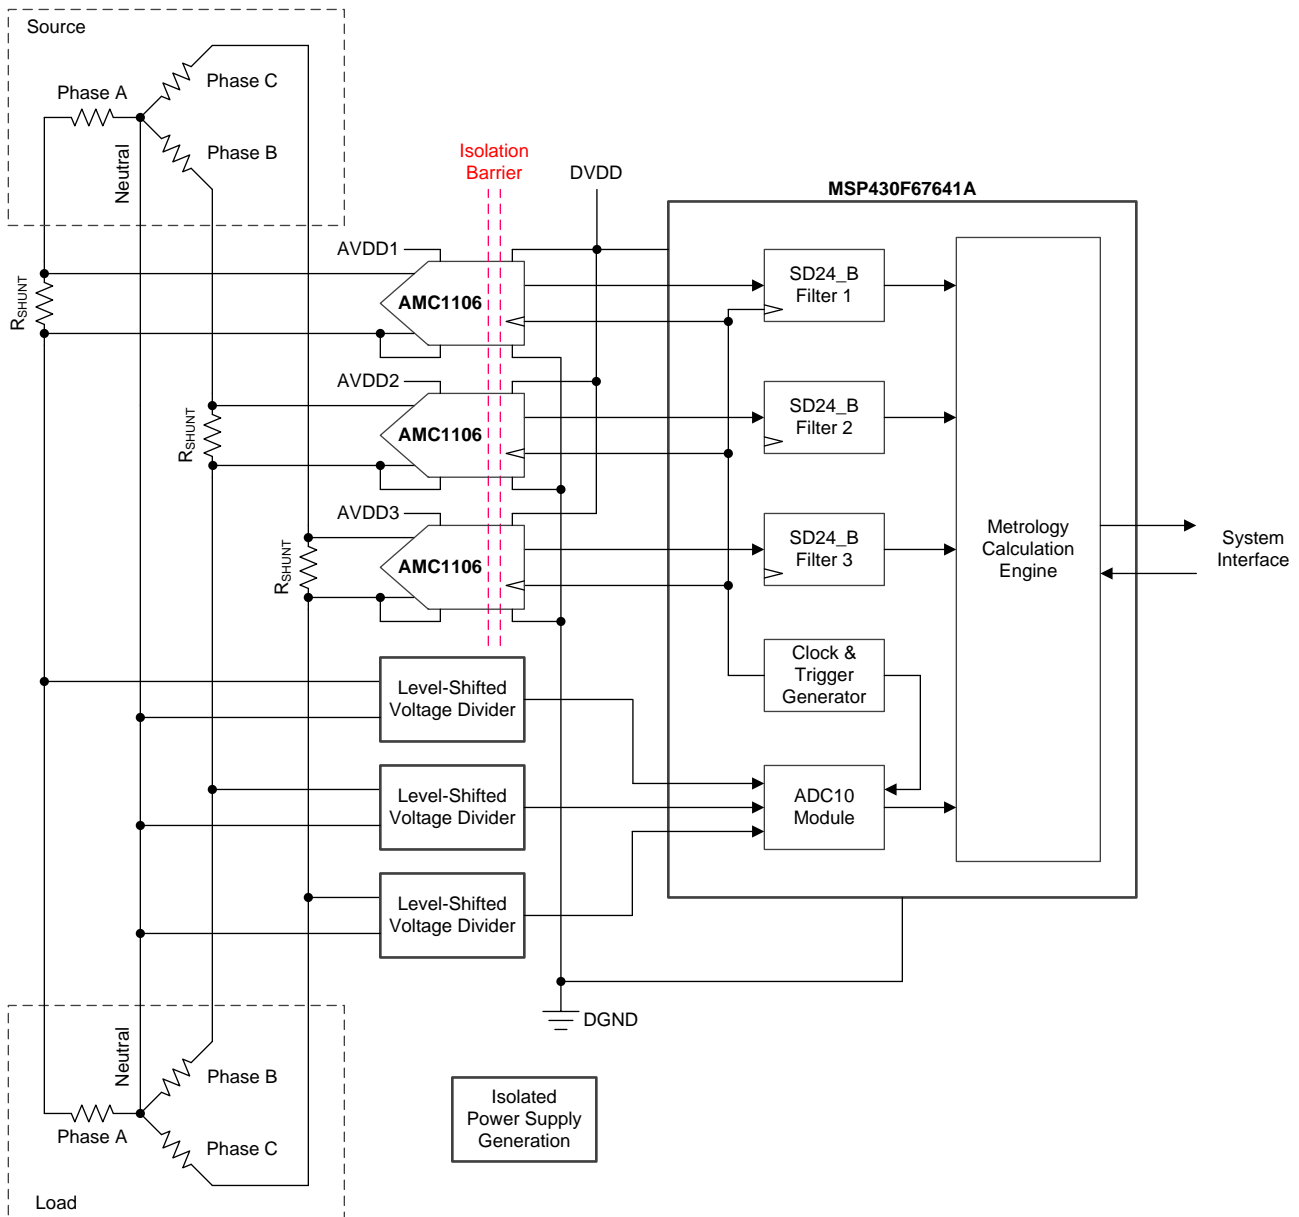 Source
Phase A
Phase C
Phase B
Neutral
Isolation
Barrier
DVDD
MSP430F67641A
AVDD1
AMC1106
SD24_B
Filter 1
RSHUNT
AVDD2
AMC1106
SD24_B
Filter 2
RSHUNT
AVDD3
AMC1106
SD24_B
Filter 3
RSHUNT
Metrology
Calculation
Engine
System
Interface
Clock &
Trigger
Generator
Level-Shifted
Voltage Divider
Level-Shifted
Voltage Divider
ADC10
Module
Level-Shifted
Voltage Divider
DGND
Neutral
Phase B
Phase A
Phase C
Load
Isolated
Power Supply
Generation